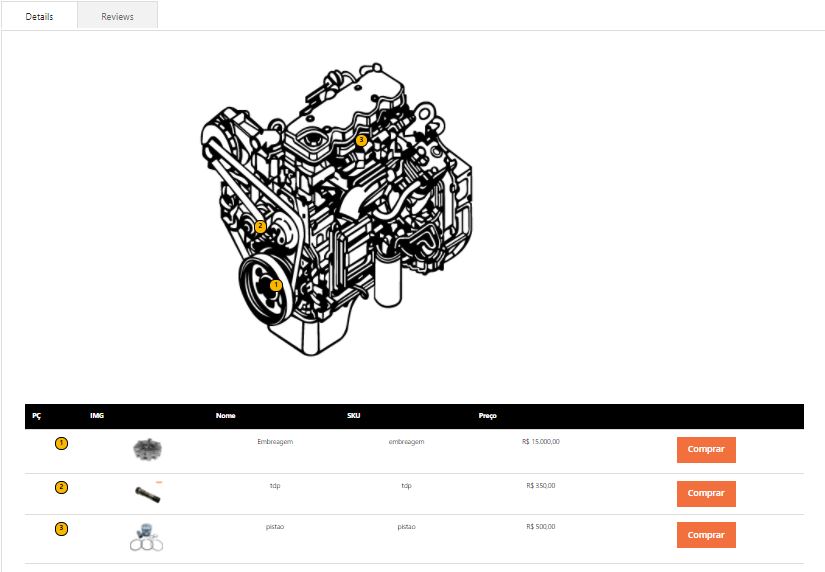 Details Reviews
3
2
1
PÇ IMG Nome SKU Preço
1 Embreagem embreagem R$ 15.000,00 Comprar
2 tdp tdp R$ 350,00 Comprar
3 pistao pistao R$ 500,00 Comprar